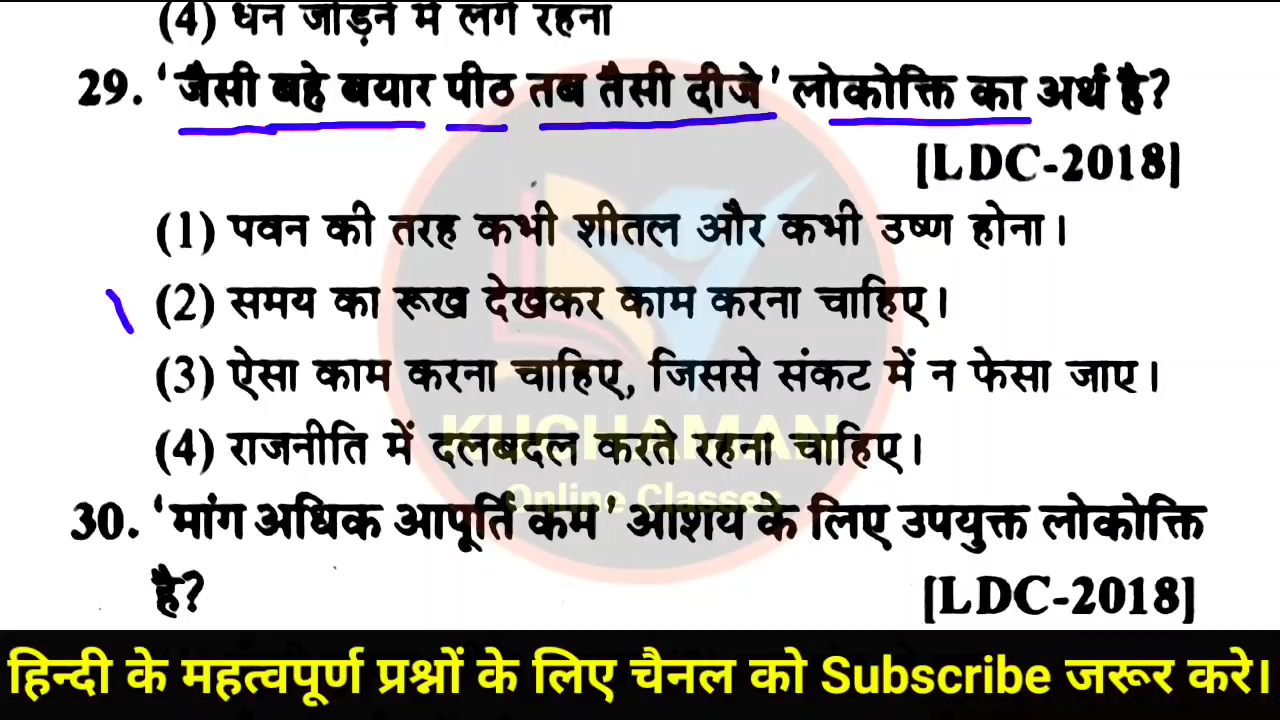 (4) धन जोड़ने में लगे रहना
29. 'जैसी बहे बयार पीठ तब तैसी दीजे' लोकोक्ति का अर्थ है?
[LDC-2018]
(1) पवन की तरह कभी शीतल और कभी उष्ण होना।
(2) समय का रूख देखकर काम करना चाहिए।
(3) ऐसा काम करना चाहिए, जिससे संकट में न फेसा जाए।
(4) राजनीति में दलबदल करते रहना चाहिए।
KUCHAMAN
Online Classes
30. 'मांग अधिक आपूर्ति कम' आशय के लिए उपयुक्त लोकोक्ति
है?
[LDC-2018]
हिन्दी के महत्वपूर्ण प्रश्नों के लिए चैनल को Subscribe जरूर करे।